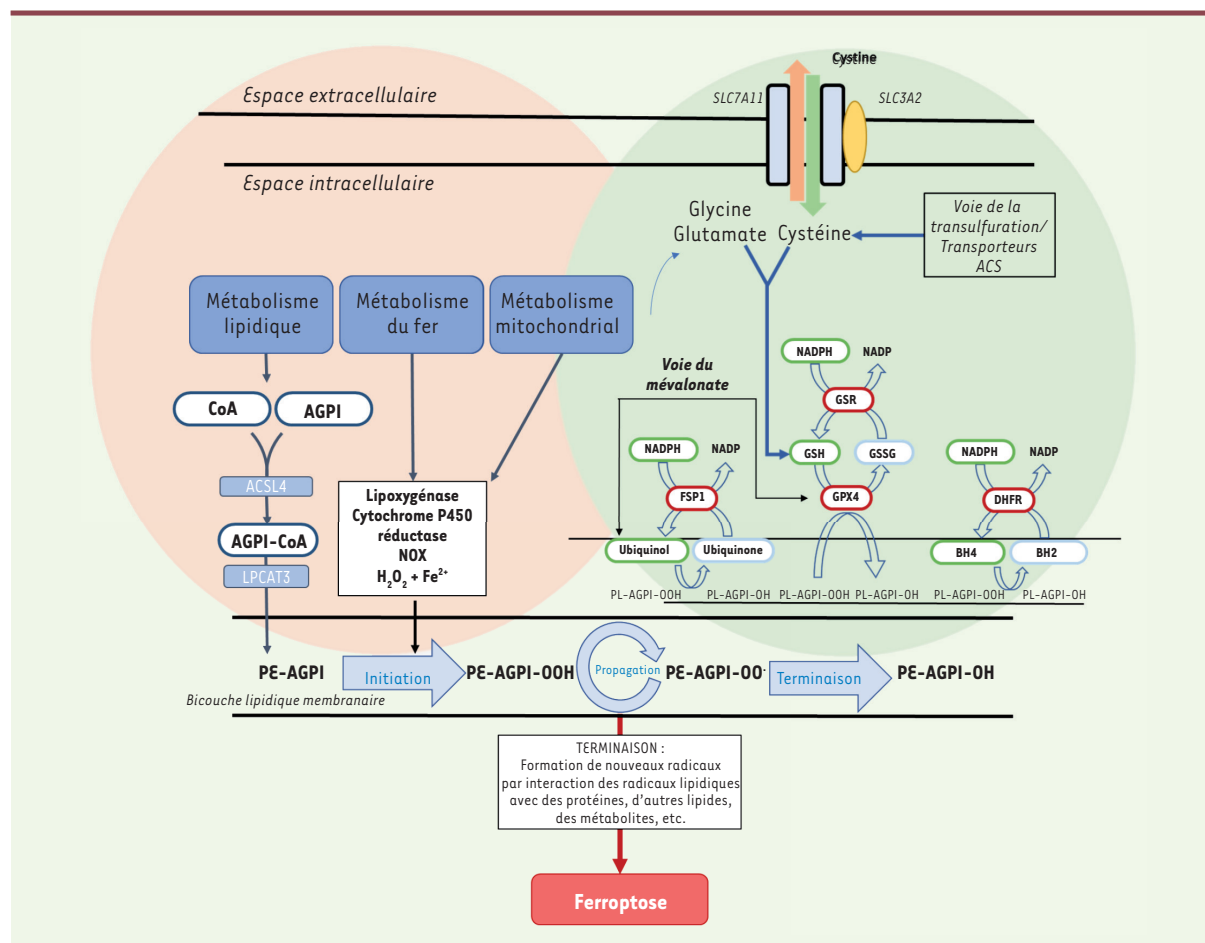 Cystine
Espace extracellulaire
SLC7A11
SLC3A2
Espace intracellulaire
Glycine
Glutamate
Cystéine
Voie de la
transulfuration/
Transporteurs
ACS
Métabolisme
lipidique
Métabolisme
du fer
Métabolisme
mitochondrial
Voie du
mévalonate
NADPH
NADP
GSR
CoA
AGPI
NADPH
NADP
GSH
GSSG
NADPH
NADP
ACSL4
Lipoxygénase
Cytochrome P450
réductase
NOX
H₂O₂ + Fe²⁺
FSP1
GPX4
DHFR
AGPI-CoA
Ubiquinol
Ubiquinone
BH4
BH2
LPCAT3
PL-AGPI-OOH
PL-AGPI-OH
PL-AGPI-OOH
PL-AGPI-OH
PL-AGPI-OOH
PL-AGPI-OH
PE-AGPI
Initiation
PE-AGPI-OOH
Propagation
PE-AGPI-OO·
Terminaison
PE-AGPI-OH
Bicouche lipidique membranaire
TERMINAISON :
Formation de nouveaux radicaux
par interaction des radicaux lipidiques
avec des protéines, d'autres lipides,
des métabolites, etc.
Ferroptose